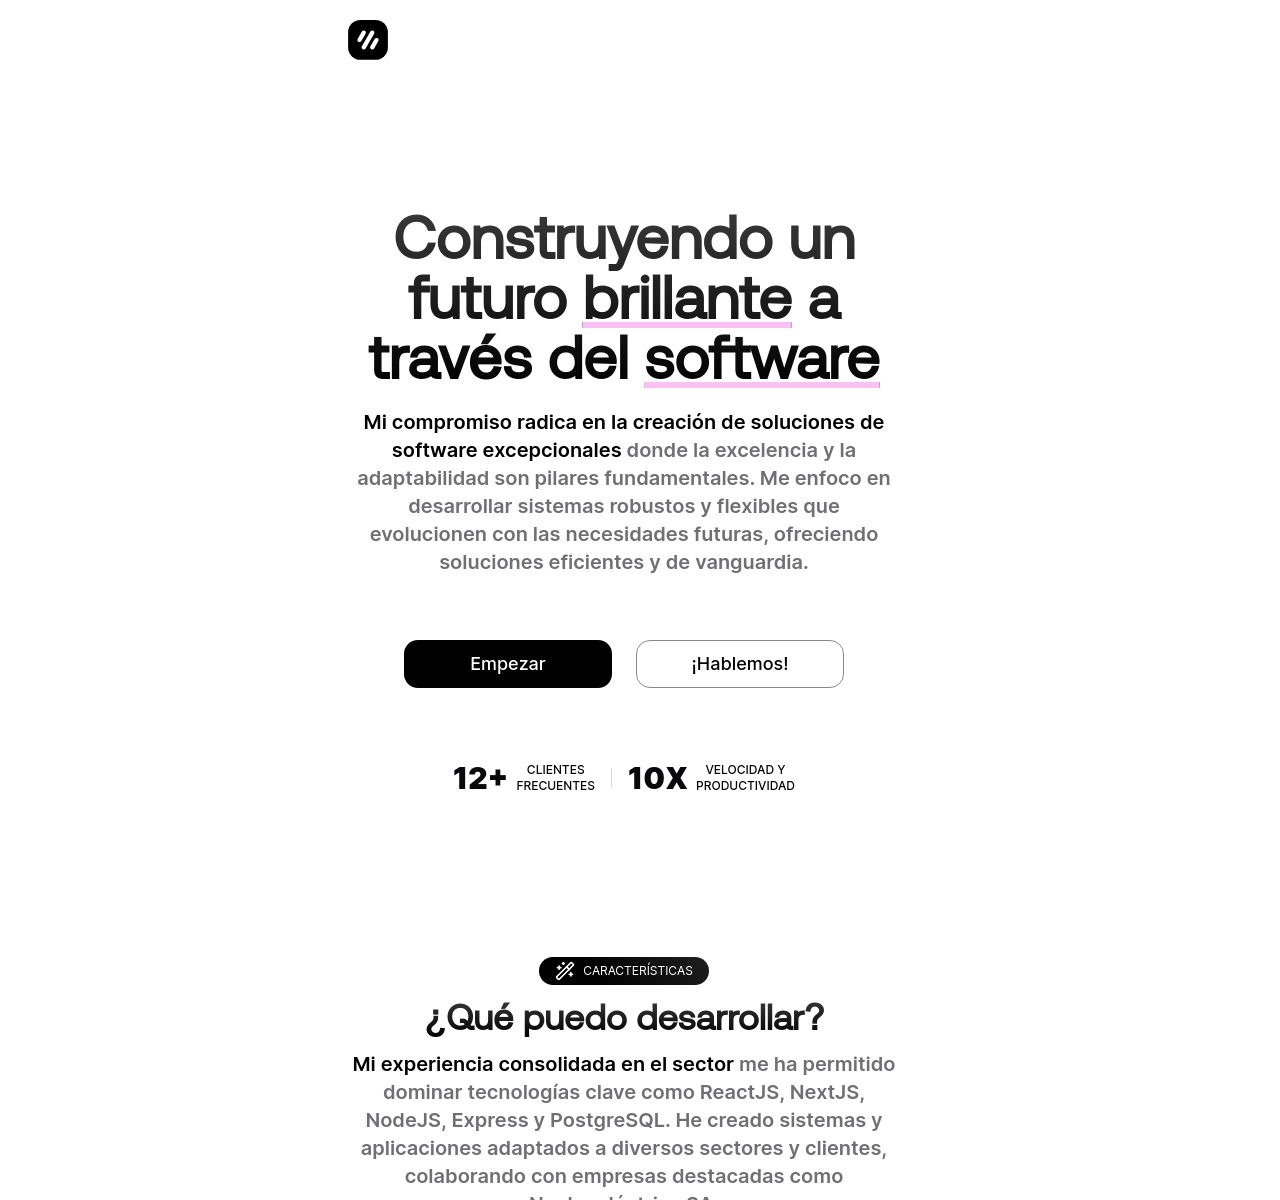 Construyendo un
futuro brillante a
través del software
Mi compromiso radica en la creación de soluciones de
software excepcionales donde la excelencia y la
adaptabilidad son pilares fundamentales. Me enfoco en
desarrollar sistemas robustos y flexibles que
evolucionen con las necesidades futuras, ofreciendo
soluciones eficientes y de vanguardia.
Empezar
¡Hablemos!
12+ CLIENTES
FRECUENTES
10X VELOCIDAD Y
PRODUCTIVIDAD
CARACTERÍSTICAS
¿Qué puedo desarrollar?
Mi experiencia consolidada en el sector me ha permitido
dominar tecnologías clave como ReactJS, NextJS,
NodeJS, Express y PostgreSQL. He creado sistemas y
aplicaciones adaptados a diversos sectores y clientes,
colaborando con empresas destacadas como